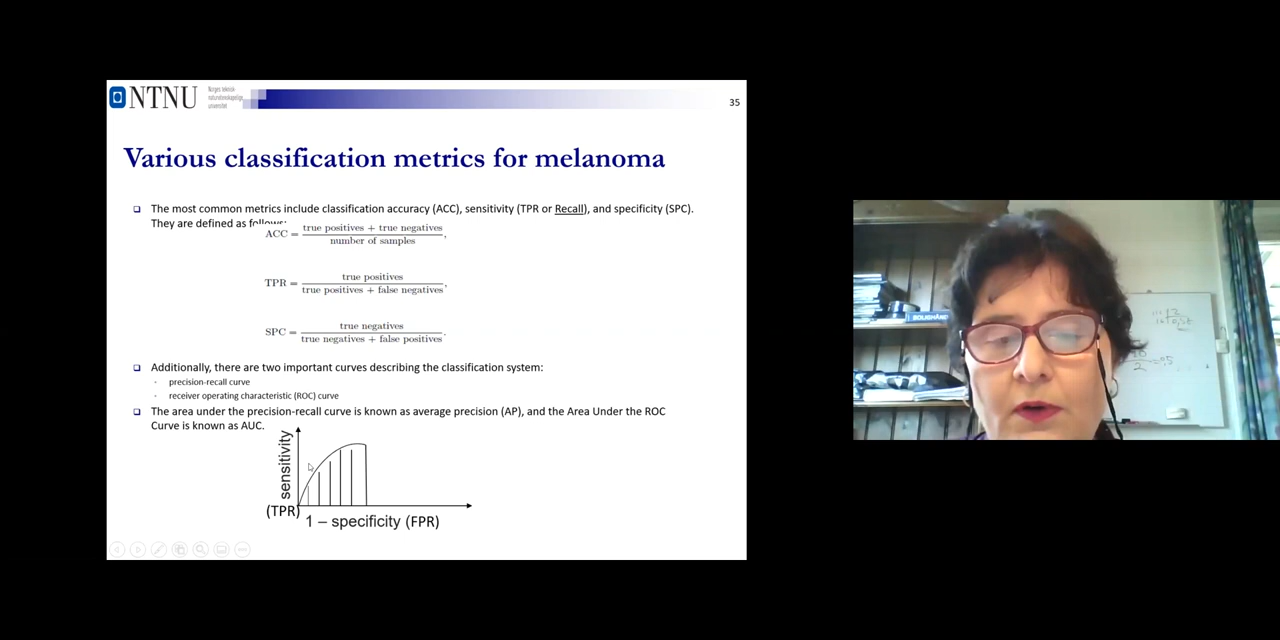 NTNU
Norges teknisk
naturvitenskapelige
universitet
35
Various classification metrics for melanoma
The most common metrics include classification accuracy (ACC), sensitivity (TPR or Recall), and specificity (SPC).
They are defined as follows:
ACC = true positives + true negatives / number of samples,
TPR = true positives / true positives + false negatives,
SPC = true negatives / true negatives + false positives.
Additionally, there are two important curves describing the classification system:
precision-recall curve
receiver operating characteristic (ROC) curve
The area under the precision-recall curve is known as average precision (AP), and the Area Under the ROC
Curve is known as AUC.
sensitivity
(TPR)
1 – specificity (FPR)